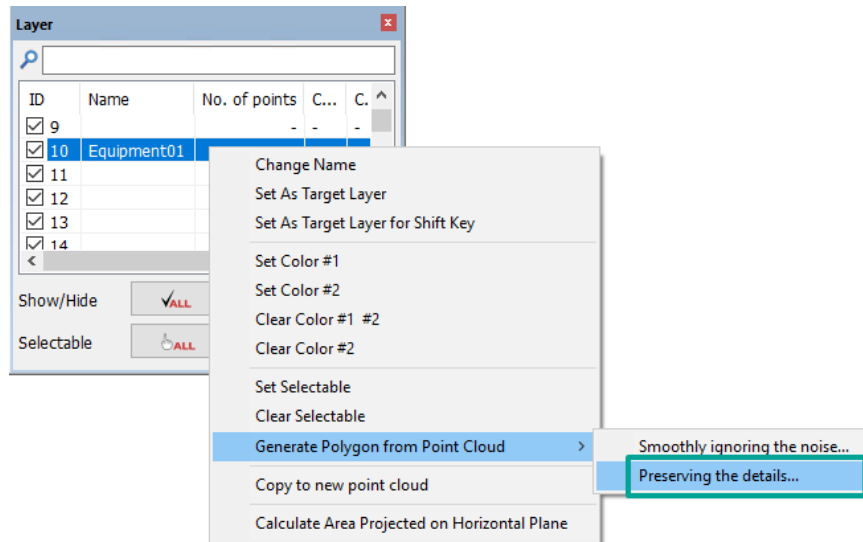 Layer
ID Name No. of points C... C.
9 - - -
10 Equipment01
11
12
13
14
Show/Hide ALL
Selectable ALL
Change Name
Set As Target Layer
Set As Target Layer for Shift Key
Set Color #1
Set Color #2
Clear Color #1 #2
Clear Color #2
Set Selectable
Clear Selectable
Generate Polygon from Point Cloud >
Copy to new point cloud
Calculate Area Projected on Horizontal Plane
Smoothly ignoring the noise...
Preserving the details...